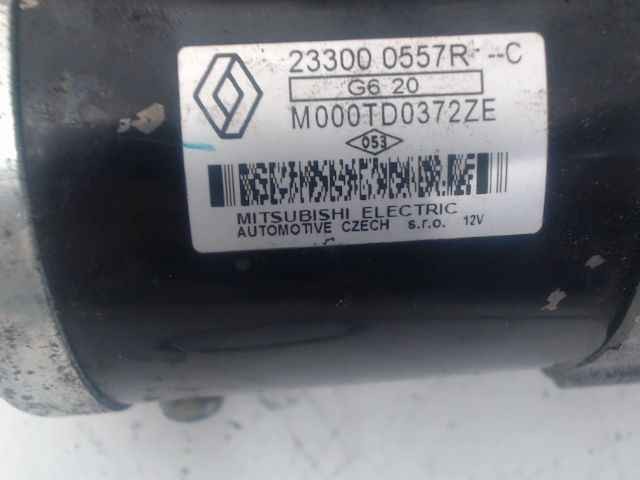 23300 0557R --C
G6 20
M000TD0372ZE
053
MITSUBISHI ELECTRIC
AUTOMOTIVE CZECH s.r.o. 12V